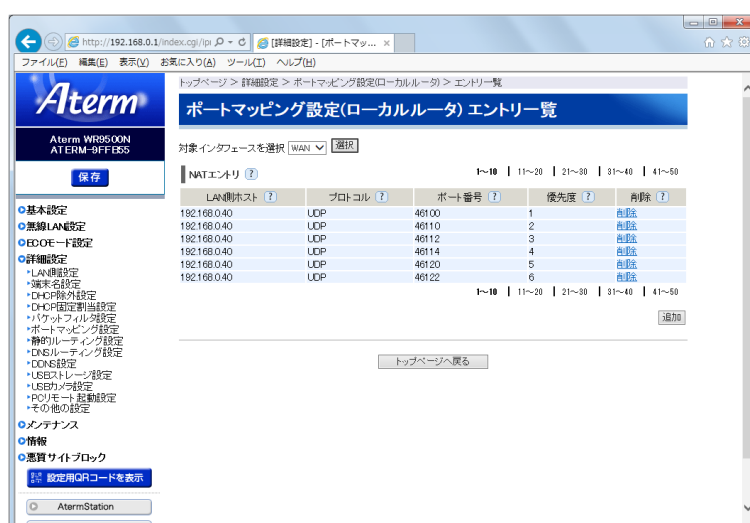 http://192.168.0.1/index.cgi/ipi
[詳細設定] - [ポートマッ... ×
ファイル(F) 編集(E) 表示(V) お気に入り(A) ツール(T) ヘルプ(H)
Aterm
Aterm WR9500N
ATERM-9FFB55
保存
基本設定
無線LAN設定
ECOモード設定
詳細設定
LAN側設定
端末名設定
DHCP除外設定
DHCP固定割当設定
パケットフィルタ設定
ポートマッピング設定
静的ルーティング設定
DNSルーティング設定
DDNS設定
USBストレージ設定
USBカメラ設定
PCリモート起動設定
その他の設定
メンテナンス
情報
悪質サイトブロック
設定用QRコードを表示
AtermStation
トップページ > 詳細設定 > ポートマッピング設定(ローカルルータ) > エントリ一覧
ポートマッピング設定(ローカルルータ) エントリ一覧
対象インタフェースを選択 WAN 選択
NATエントリ ?
1～10 | 11～20 | 21～30 | 31～40 | 41～50
LAN側ホスト ? プロトコル ? ポート番号 ? 優先度 ? 削除 ?
192.168.0.40 UDP 46100 1 削除
192.168.0.40 UDP 46110 2 削除
192.168.0.40 UDP 46112 3 削除
192.168.0.40 UDP 46114 4 削除
192.168.0.40 UDP 46120 5 削除
192.168.0.40 UDP 46122 6 削除
1～10 | 11～20 | 21～30 | 31～40 | 41～50
追加
トップページへ戻る